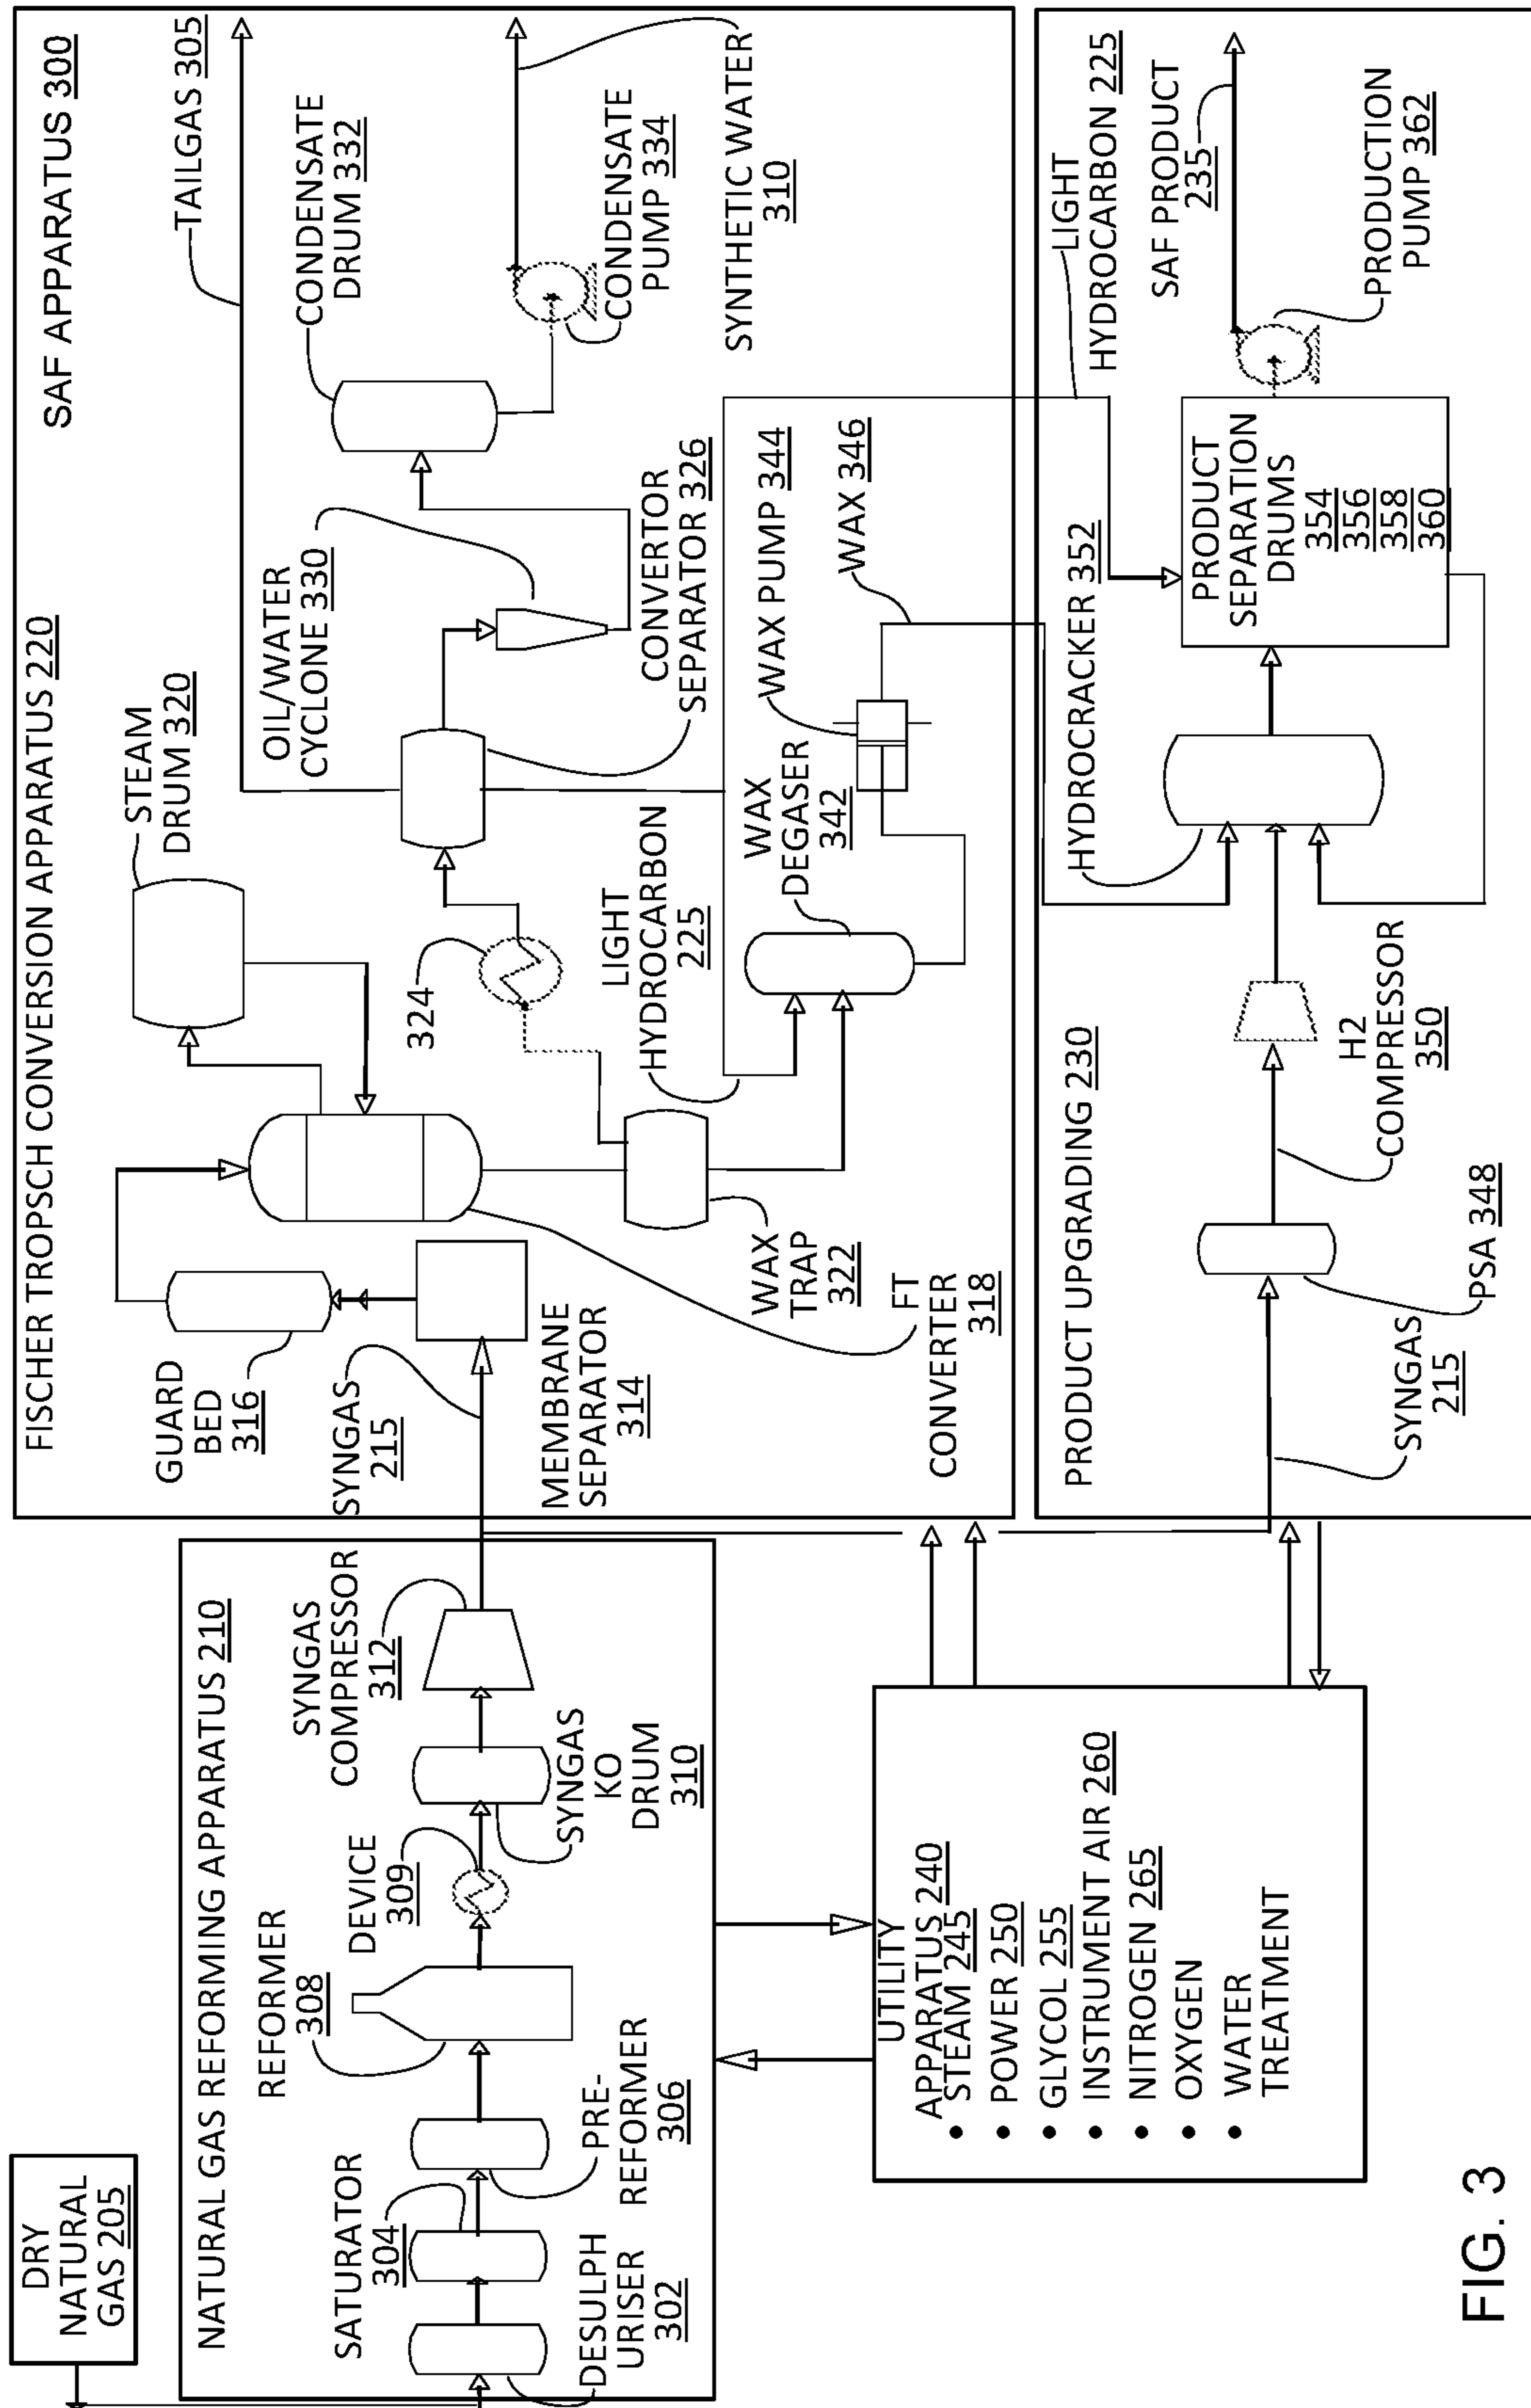 SAF APPARATUS 300
DRY
NATURAL
GAS 205
NATURAL GAS REFORMING APPARATUS 210
DESULPH
URISER
302
SATURATOR
304
PRE-
REFORMER
306
REFORMER
308
DEVICE
309
SYNGAS
KO
DRUM
310
SYNGAS
COMPRESSOR
312
FISCHER TROPSCH CONVERSION APPARATUS 220
GUARD
BED
316
SYNGAS
215
MEMBRANE
SEPARATOR
314
STEAM
DRUM 320
FT
CONVERTER
318
WAX
TRAP
322
324
LIGHT
HYDROCARBON
225
OIL/WATER
CYCLONE 330
CONVERTOR
SEPARATOR 326
WAX
DEGASER
342
WAX PUMP 344
WAX 346
TAILGAS 305
CONDENSATE
DRUM 332
CONDENSATE
PUMP 334
SYNTHETIC WATER
310
UTILITY
APPARATUS 240
• STEAM 245
• POWER 250
• GLYCOL 255
• INSTRUMENT AIR 260
• NITROGEN 265
• OXYGEN
• WATER
TREATMENT
PRODUCT UPGRADING 230
SYNGAS
215
PSA 348
H2
COMPRESSOR
350
HYDROCRACKER 352
PRODUCT
SEPARATION
DRUMS
354
356
358
360
LIGHT
HYDROCARBON 225
SAF PRODUCT
235
PRODUCTION
PUMP 362
FIG. 3